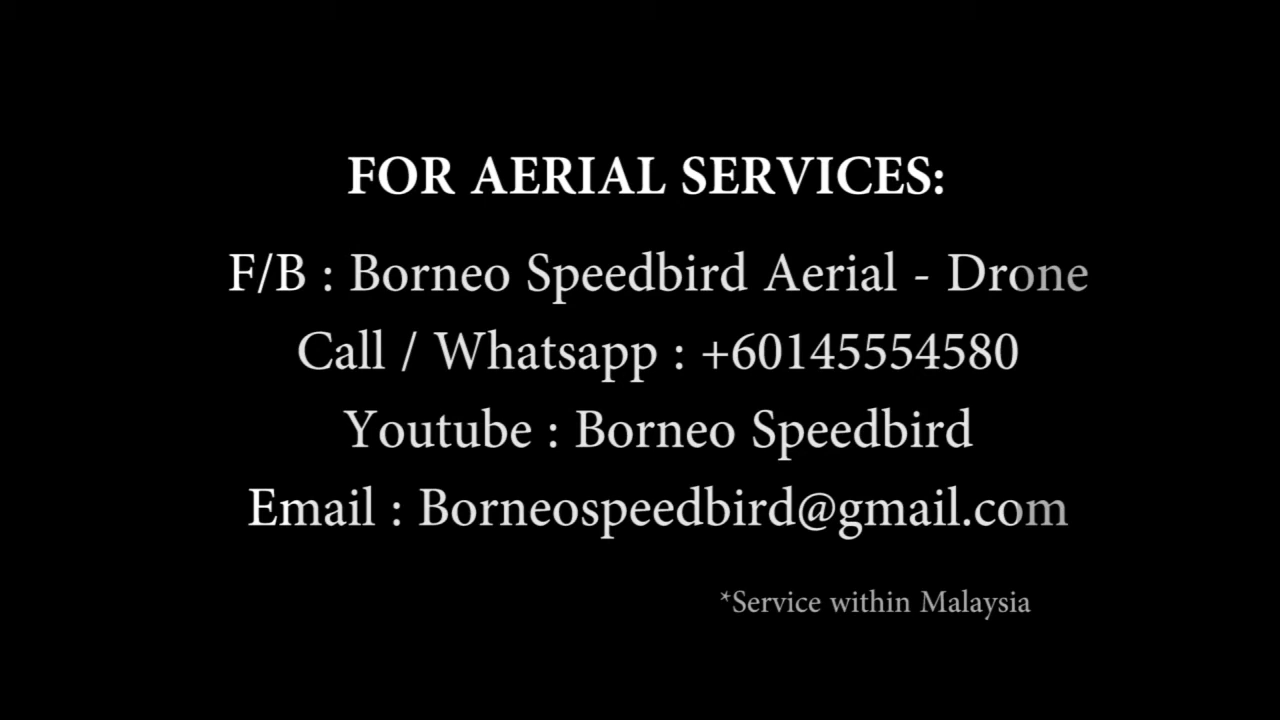 FOR AERIAL SERVICES:
F/B : Borneo Speedbird Aerial - Drone
Call / Whatsapp : +60145554580
Youtube : Borneo Speedbird
Email : Borneospeedbird@gmail.com
*Service within Malaysia